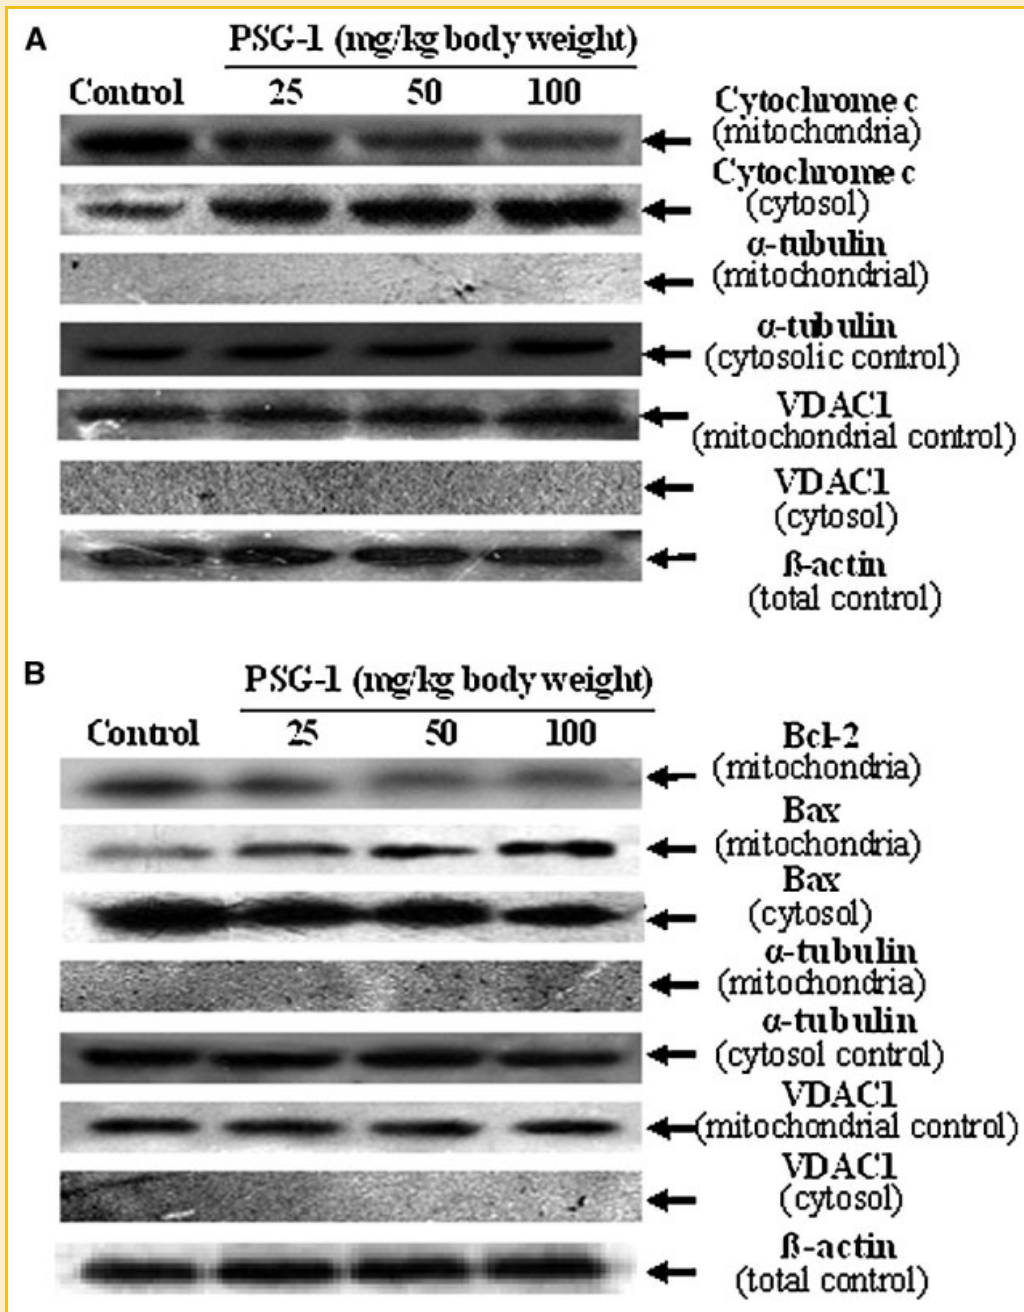 A
PSG-1 (mg/kg body weight)
Control 25 50 100
Cytochrome c
(mitochondria)
Cytochrome c
(cytosol)
α-tubulin
(mitochondrial)
α-tubulin
(cytosolic control)
VDAC1
(mitochondrial control)
VDAC1
(cytosol)
ß-actin
(total control)
B
PSG-1 (mg/kg body weight)
Control 25 50 100
Bcl-2
(mitochondria)
Bax
(mitochondria)
Bax
(cytosol)
α-tubulin
(mitochondria)
α-tubulin
(cytosol control)
VDAC1
(mitochondrial control)
VDAC1
(cytosol)
ß-actin
(total control)